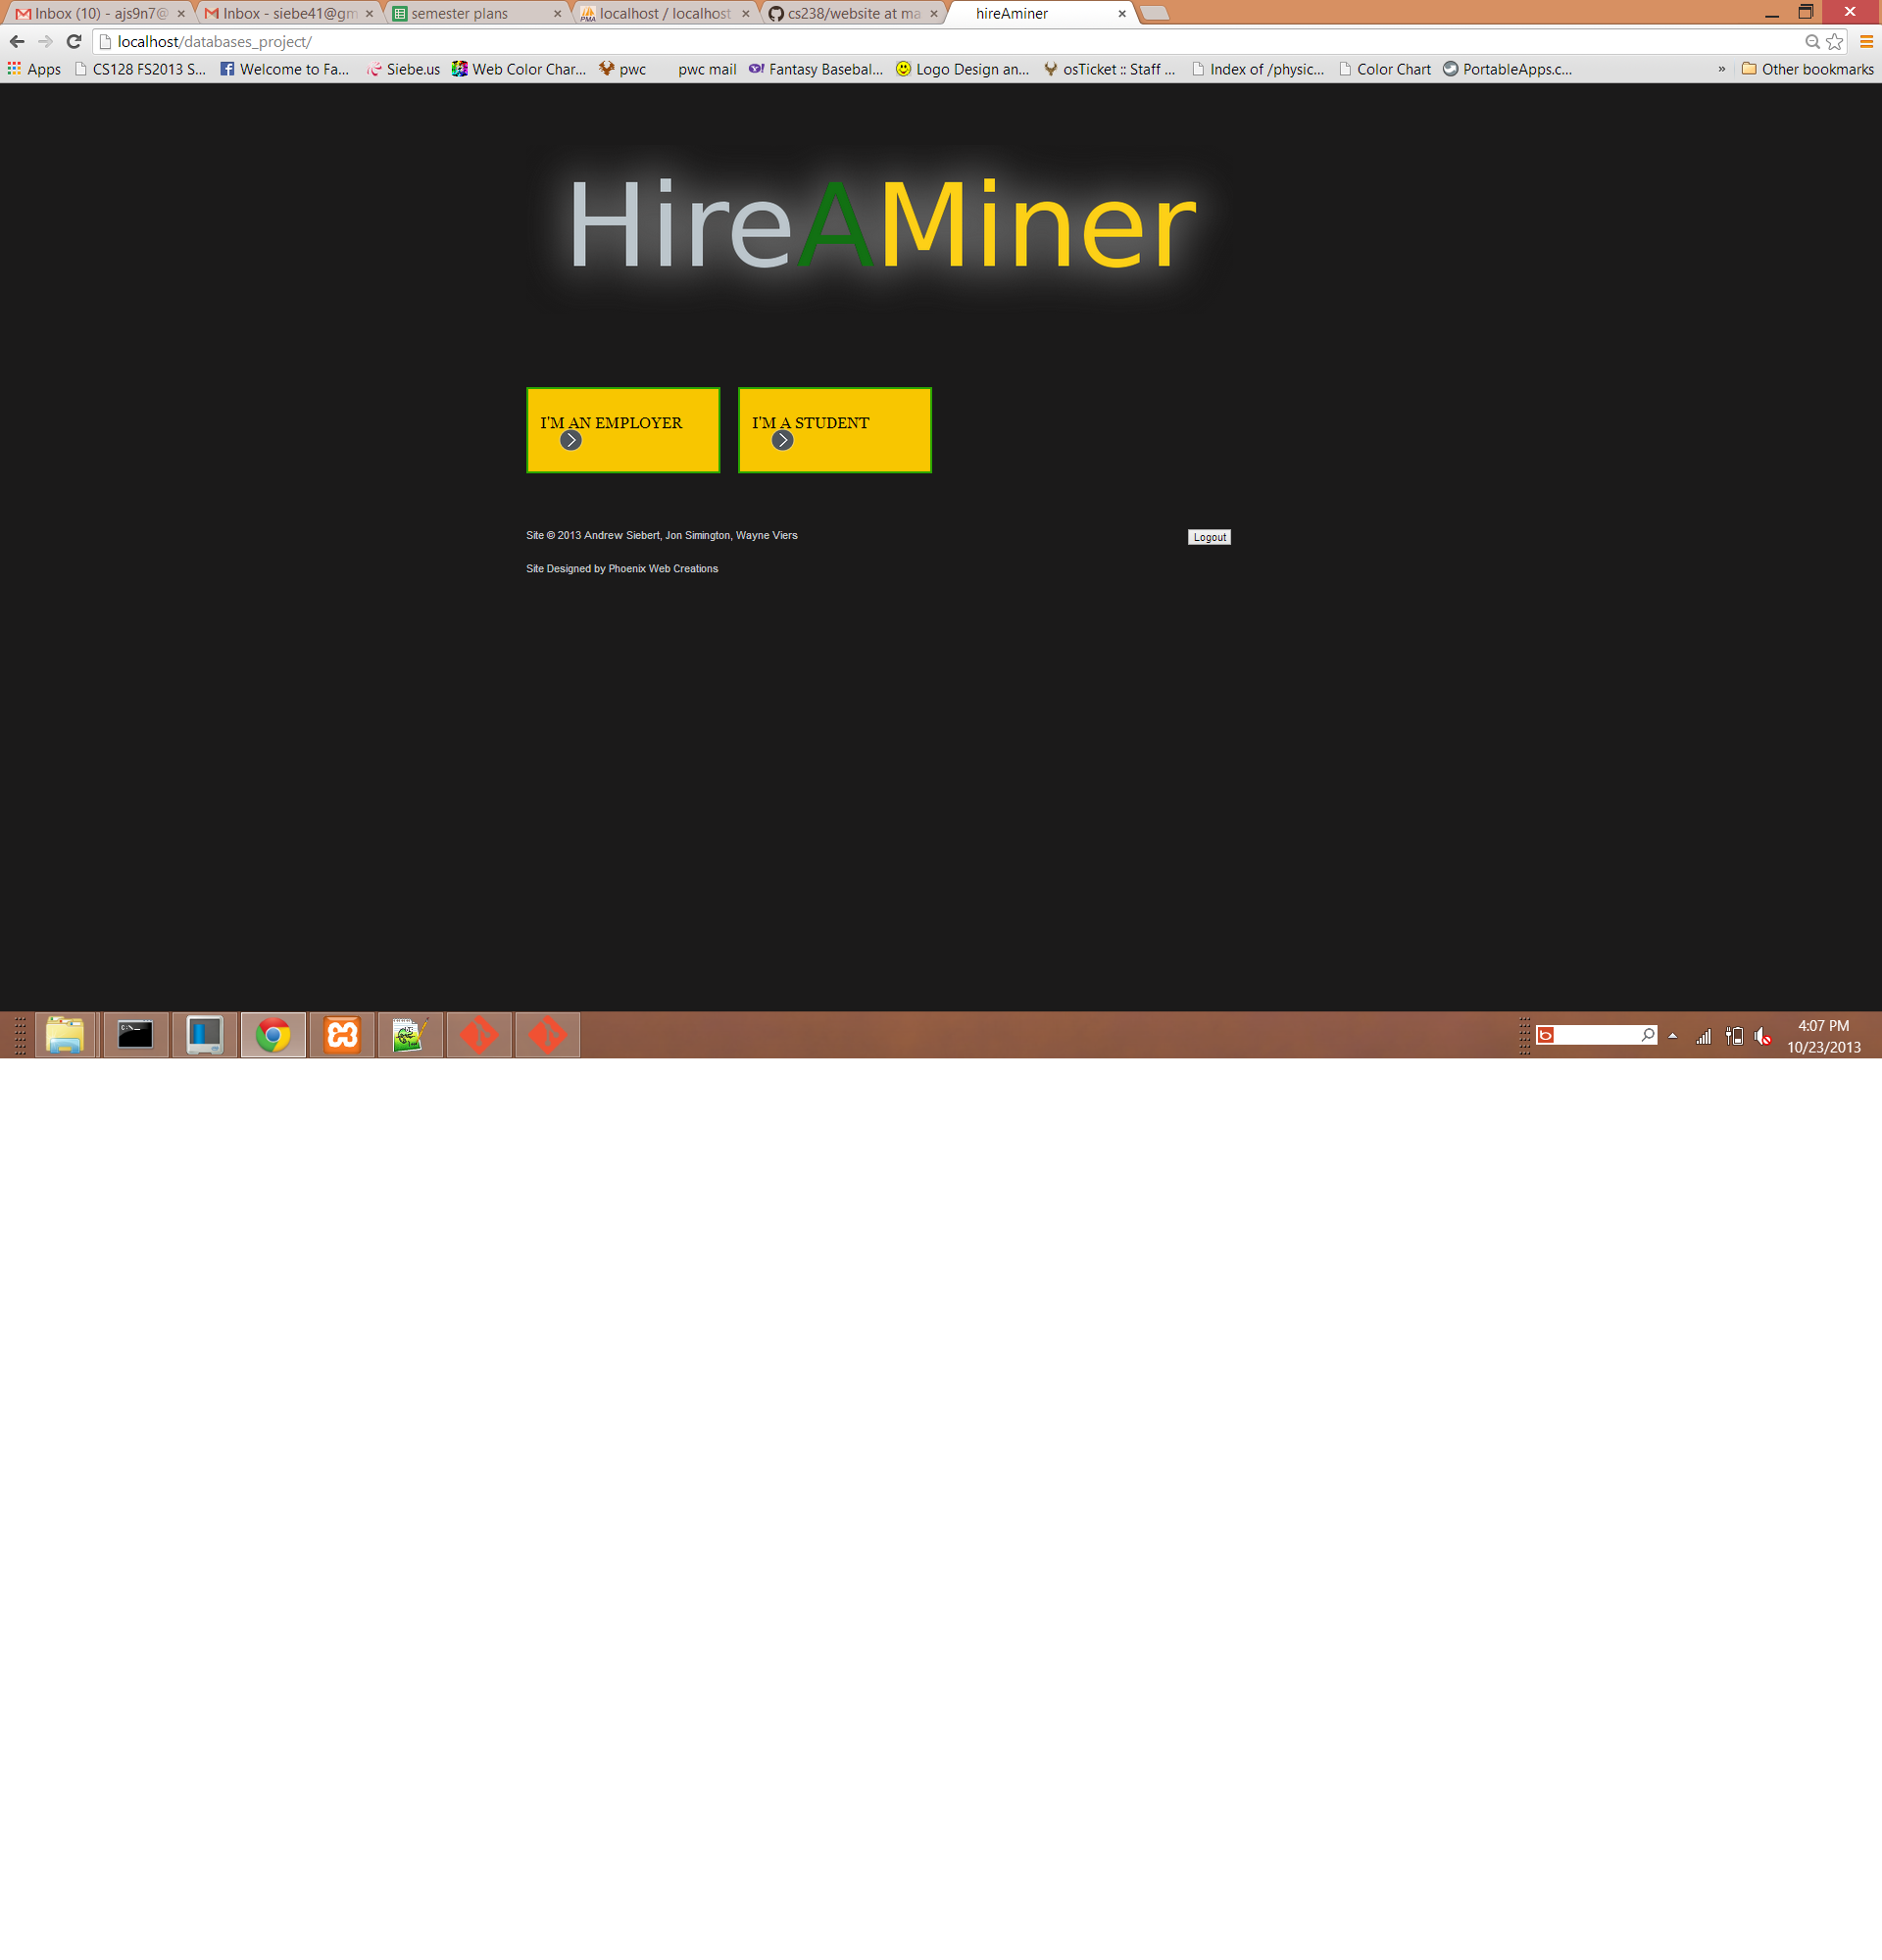 Inbox (10) - ajs9n7@
Inbox - siebe41@gm
semester plans
localhost / localhost
cs238/website at ma
hireAminer
localhost/databases_project/
Apps
CS128 FS2013 S...
Welcome to Fa...
Siebe.us
Web Color Char...
pwc
pwc mail
Fantasy Basebal...
Logo Design an...
osTicket :: Staff ...
Index of /physic...
Color Chart
PortableApps.c...
»
Other bookmarks
HireAMiner
I'M AN EMPLOYER
I'M A STUDENT
Site © 2013 Andrew Siebert, Jon Simington, Wayne Viers
Logout
Site Designed by Phoenix Web Creations
4:07 PM
10/23/2013